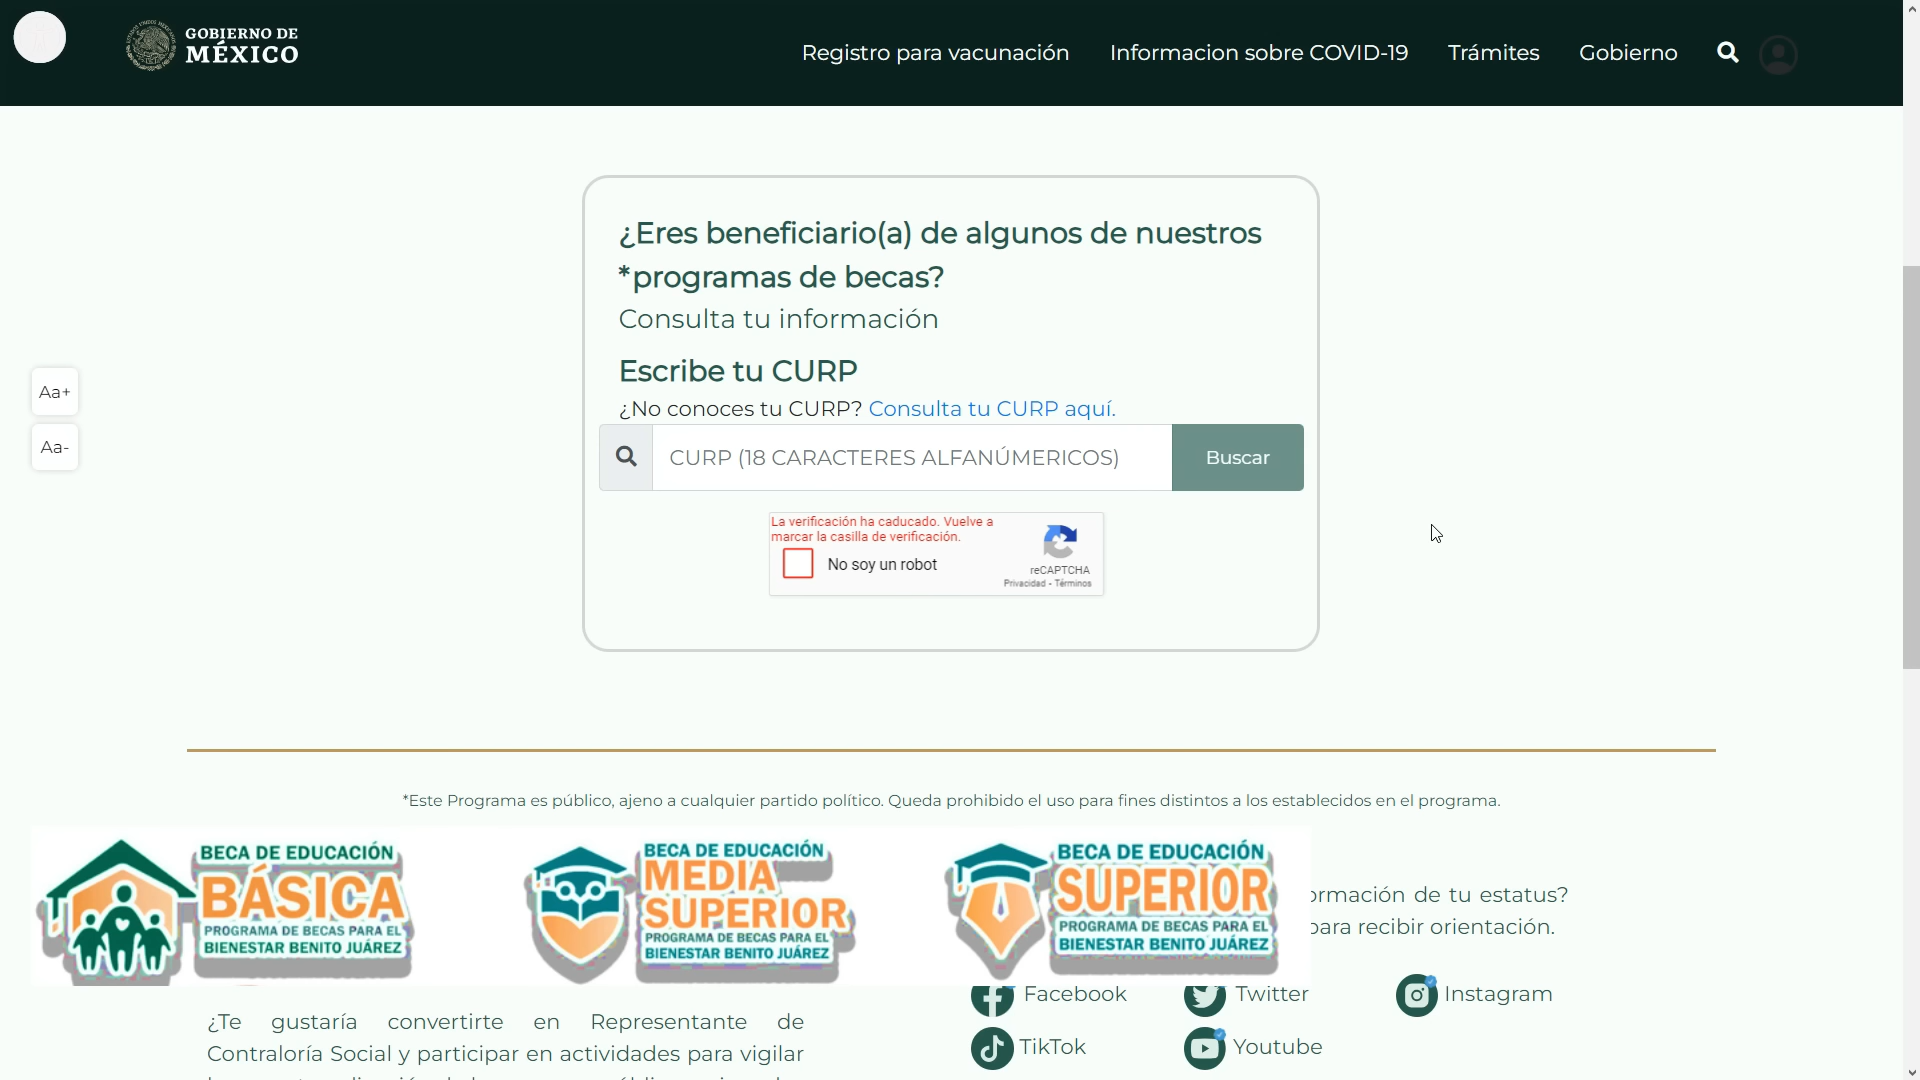 GOBIERNO DE
MÉXICO
Registro para vacunación
Informacion sobre COVID-19
Trámites
Gobierno
¿Eres beneficiario(a) de algunos de nuestros
*programas de becas?
Consulta tu información
Escribe tu CURP
¿No conoces tu CURP? Consulta tu CURP aquí.
CURP (18 CARACTERES ALFANÚMERICOS)
Buscar
La verificación ha caducado. Vuelve a
marcar la casilla de verificación.
No soy un robot
reCAPTCHA
Privacidad - Términos
Aa+
Aa-
*Este Programa es público, ajeno a cualquier partido político. Queda prohibido el uso para fines distintos a los establecidos en el programa.
BECA DE EDUCACIÓN
BÁSICA
PROGRAMA DE BECAS PARA EL
BIENESTAR BENITO JUÁREZ
BECA DE EDUCACIÓN
MEDIA
SUPERIOR
PROGRAMA DE BECAS PARA EL
BIENESTAR BENITO JUÁREZ
BECA DE EDUCACIÓN
SUPERIOR
PROGRAMA DE BECAS PARA EL
BIENESTAR BENITO JUÁREZ
ormación de tu estatus?
para recibir orientación.
Facebook
Twitter
Instagram
TikTok
Youtube
¿Te gustaría convertirte en Representante de
Contraloría Social y participar en actividades para vigilar